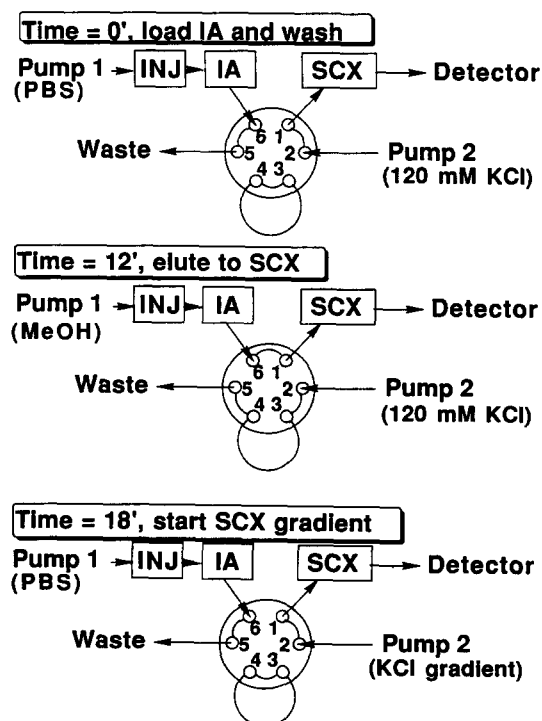 Time = 0', load IA and wash
Pump 1 INJ IA SCX Detector
(PBS)
6 1
Waste 5 2 Pump 2
4 3 (120 mM KCl)
Time = 12', elute to SCX
Pump 1 INJ IA SCX Detector
(MeOH)
6 1
Waste 5 2 Pump 2
4 3 (120 mM KCl)
Time = 18', start SCX gradient
Pump 1 INJ IA SCX Detector
(PBS)
6 1
Waste 5 2 Pump 2
4 3 (KCl gradient)